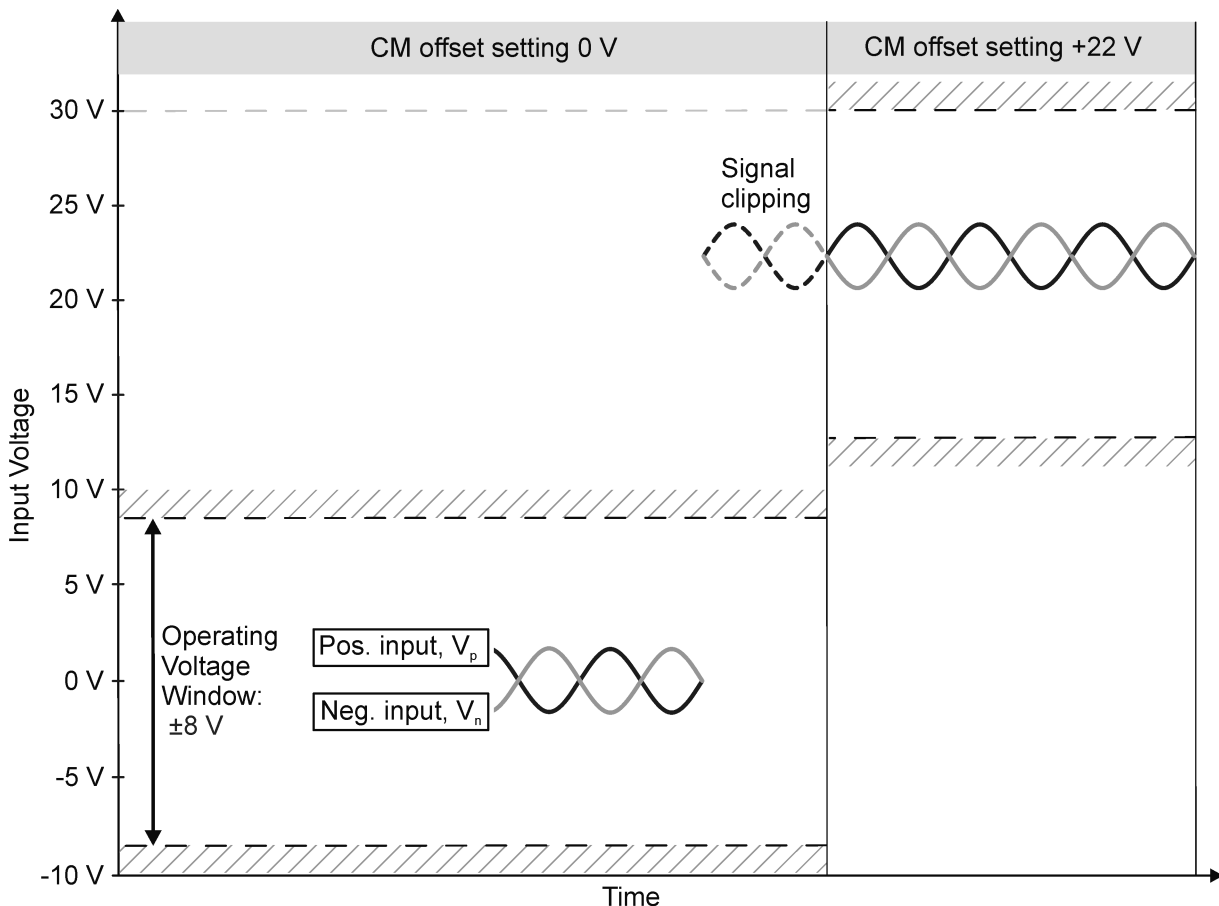 CM offset setting 0 V
CM offset setting +22 V
30 V
25 V
20 V
15 V
10 V
5 V
0 V
-5 V
-10 V
Input Voltage
Signal
clipping
Operating
Voltage
Window:
±8 V
Pos. input, Vp
Neg. input, Vn
Time